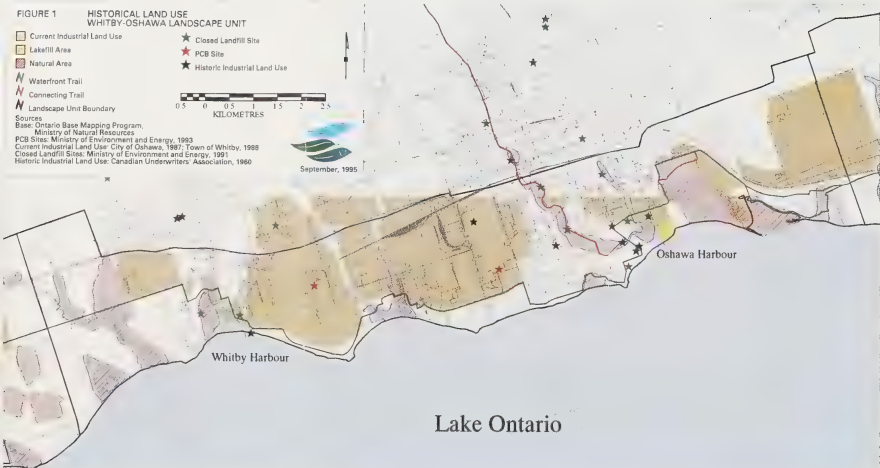 FIGURE 1
HISTORICAL LAND USE
WHITBY-OSHAWA LANDSCAPE UNIT
Current Industrial Land Use
Lakefill Area
Natural Area
Waterfront Trail
Connecting Trail
Landscape Unit Boundary
Closed Landfill Site
PCB Site
Historic Industrial Land Use
0.5 0 0.5 1 1.5 2 2.5
KILOMETRES
Sources
Base: Ontario Base Mapping Program,
Ministry of Natural Resources
PCB Sites: Ministry of Environment and Energy, 1993
Current Industrial Land Use: City of Oshawa, 1987; Town of Whitby, 1988
Closed Landfill Sites: Ministry of Environment and Energy, 1991
Historic Industrial Land Use: Canadian Underwriters' Association, 1960
September, 1995
Oshawa Harbour
Whitby Harbour
Lake Ontario